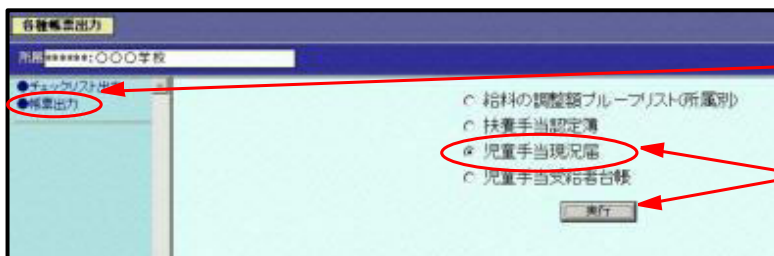 各種帳票出力
所属******:○○○学校
●チェックリスト出力
●帳票出力
給料の調整額プルーフリスト(所属別)
扶養手当認定簿
児童手当現況届
児童手当受給者台帳
実行